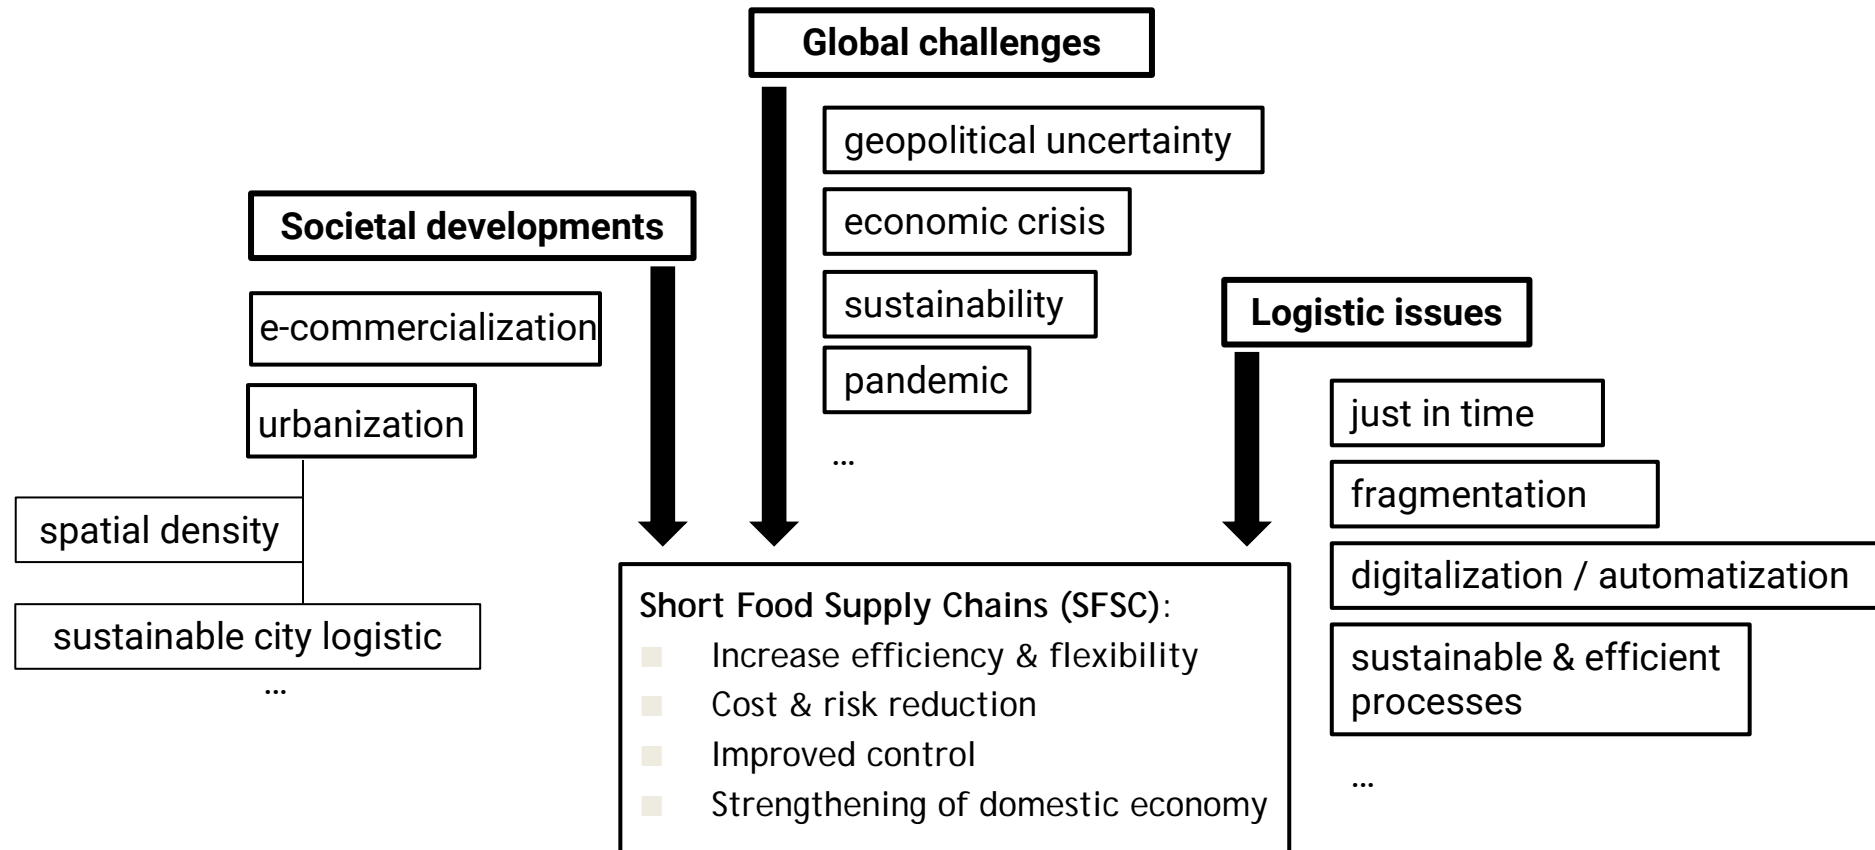 Global challenges
geopolitical uncertainty
economic crisis
sustainability
pandemic
...
Societal developments
e-commercialization
urbanization
spatial density
sustainable city logistic
...
Logistic issues
just in time
fragmentation
digitalization / automatization
sustainable & efficient
processes
...
Short Food Supply Chains (SFSC):
Increase efficiency & flexibility
Cost & risk reduction
Improved control
Strengthening of domestic economy